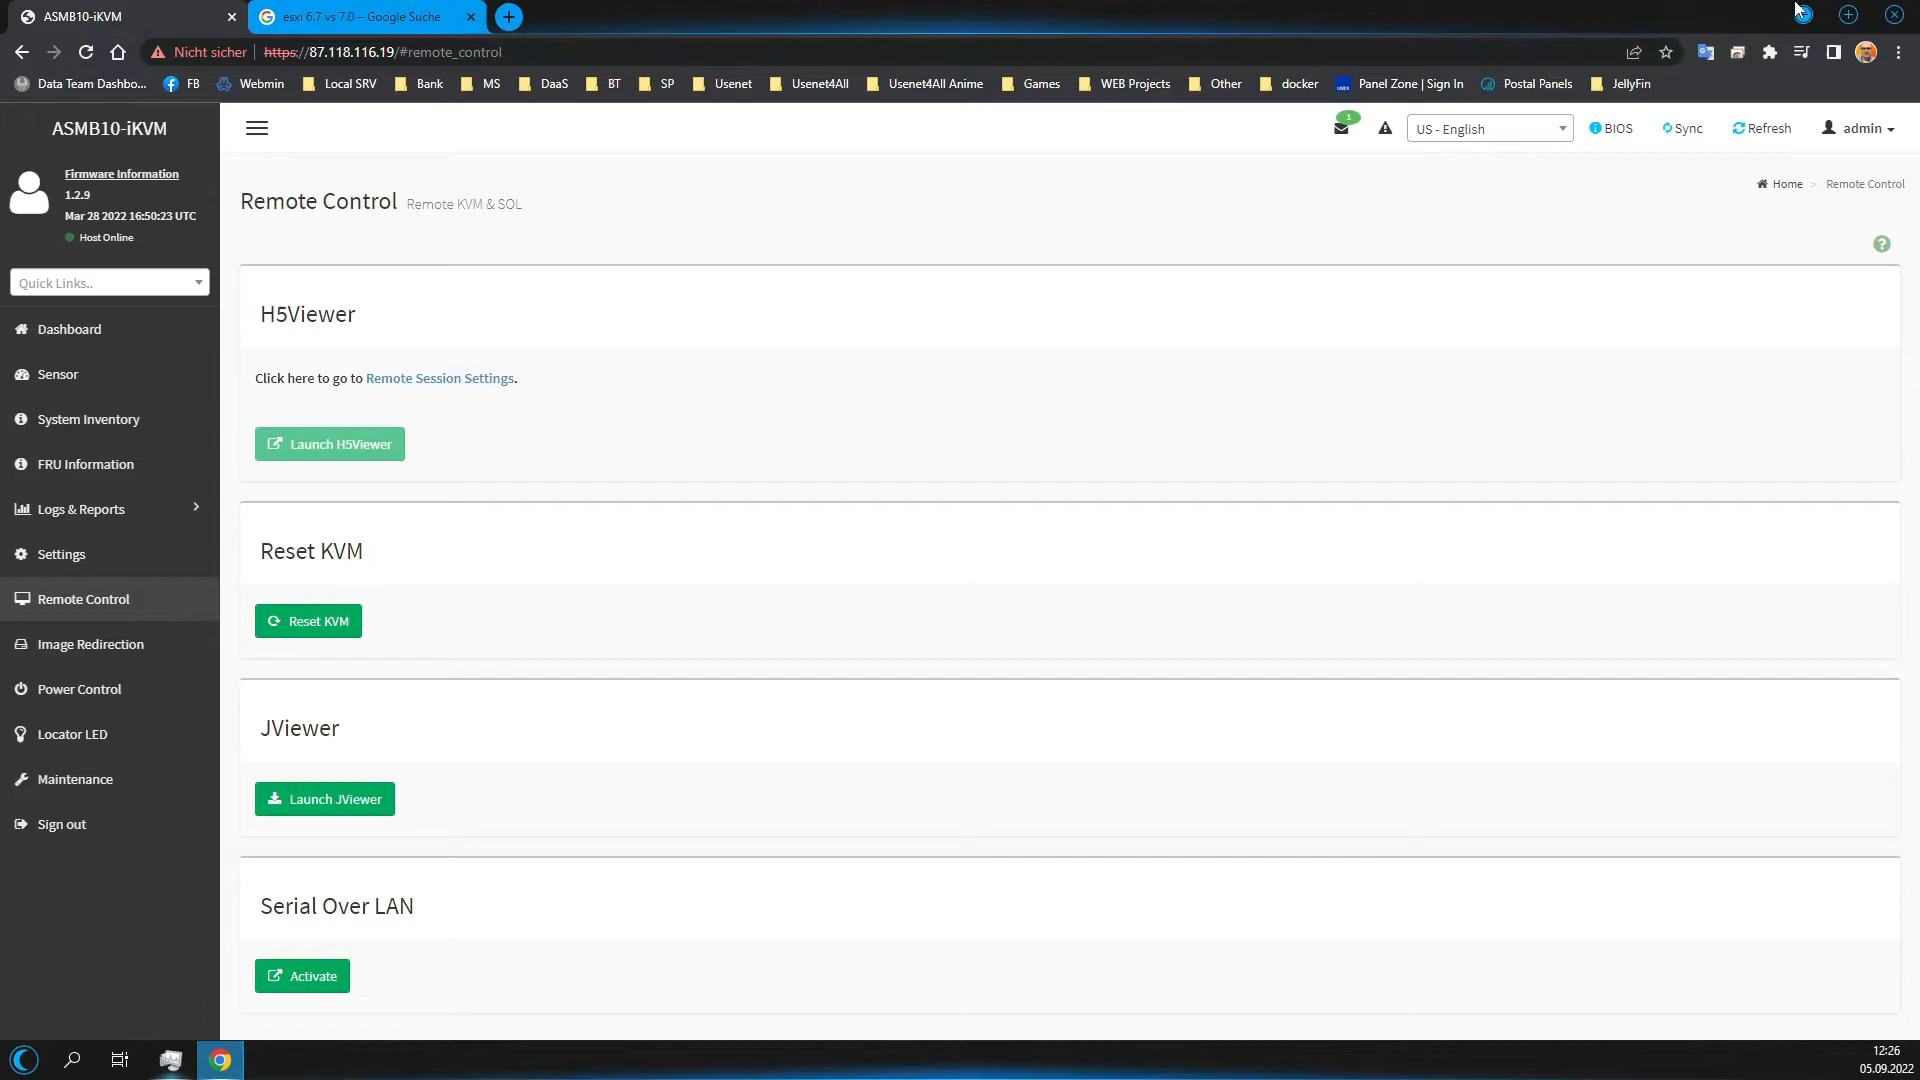 ASMB10-iKVM
esxi 6.7 vs 7.0 – Google Suche
Nicht sicher
https://87.118.116.19/#remote_control
Data Team Dashbo...
FB
Webmin
Local SRV
Bank
MS
DaaS
BT
SP
Usenet
Usenet4All
Usenet4All Anime
Games
WEB Projects
Other
docker
Panel Zone | Sign In
Postal Panels
JellyFin
ASMB10-iKVM
1
US - English
BIOS
Sync
Refresh
admin
Firmware Information
1.2.9
Mar 28 2022 16:50:23 UTC
Host Online
Quick Links..
Dashboard
Sensor
System Inventory
FRU Information
Logs & Reports
Settings
Remote Control
Image Redirection
Power Control
Locator LED
Maintenance
Sign out
Remote Control Remote KVM & SOL
Home > Remote Control
?
H5Viewer
Click here to go to Remote Session Settings.
Launch H5Viewer
Reset KVM
Reset KVM
JViewer
Launch JViewer
Serial Over LAN
Activate
12:26
05.09.2022